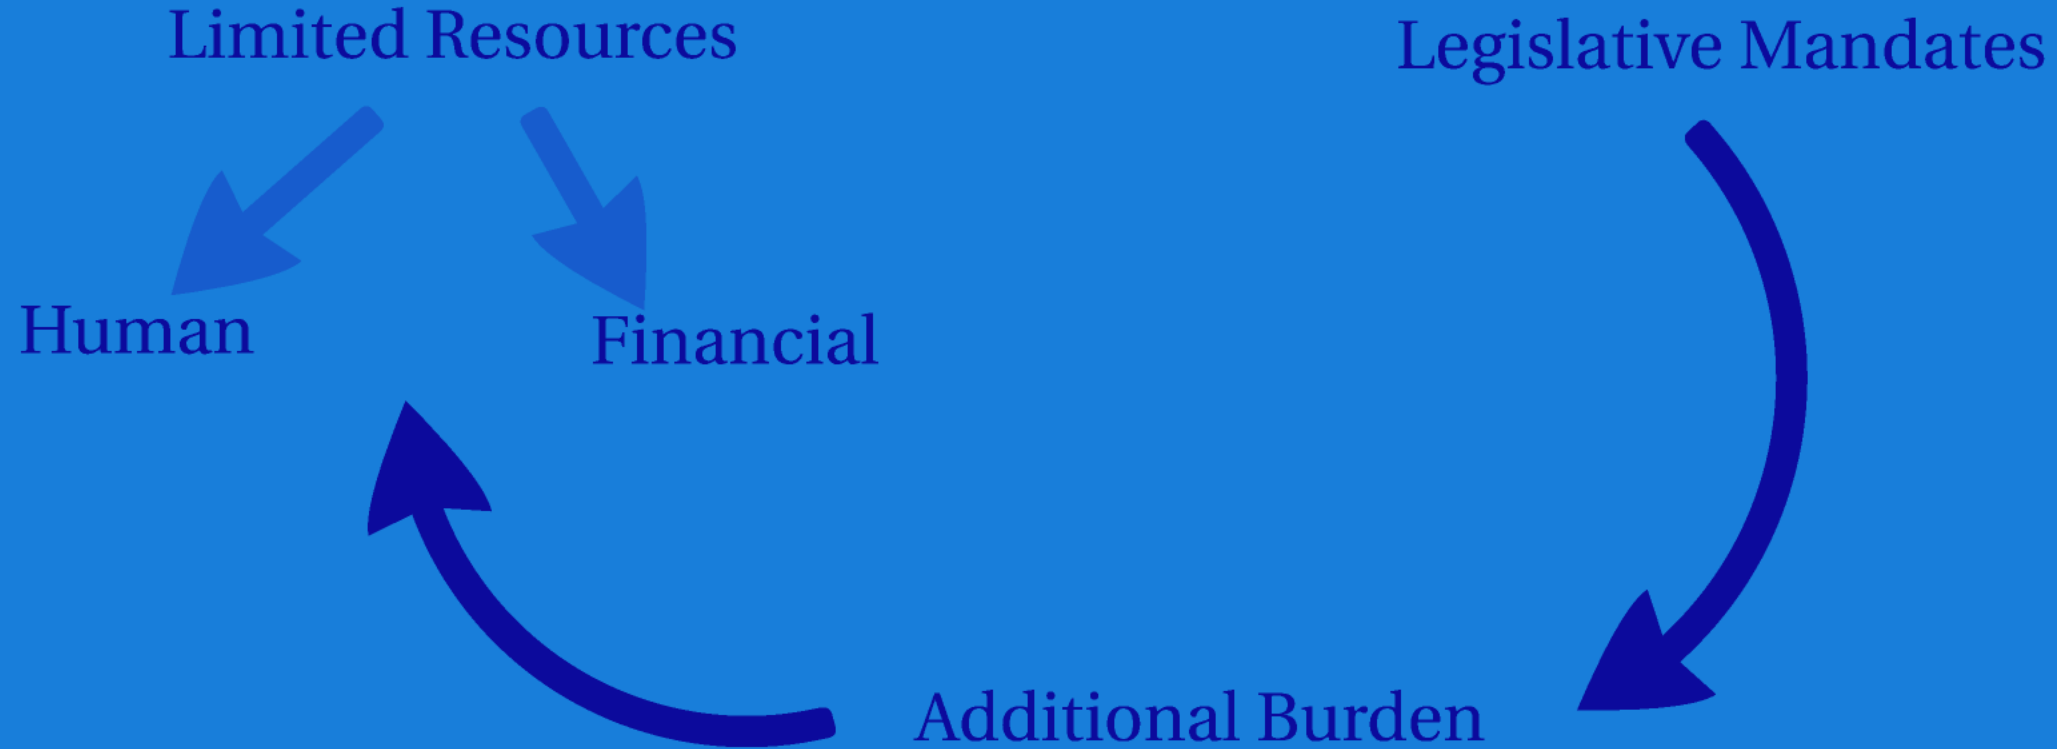 Limited Resources
Legislative Mandates
Human
Financial
Additional Burden